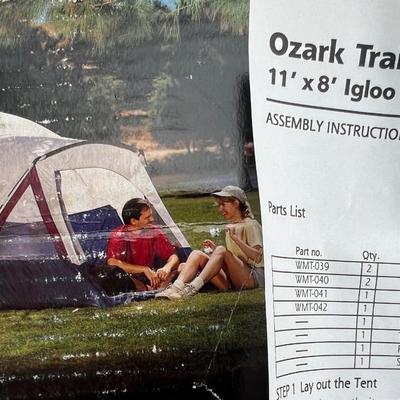 Ozark Tra
11' x 8' Igloo
ASSEMBLY INSTRUCTIO
Parts List
Part no. Qty.
WMT-039 2
WMT-040 2
WMT-041 1
WMT-042 1
— 1
— 1
— 1
— 1
STEP 1 Lay out the Tent